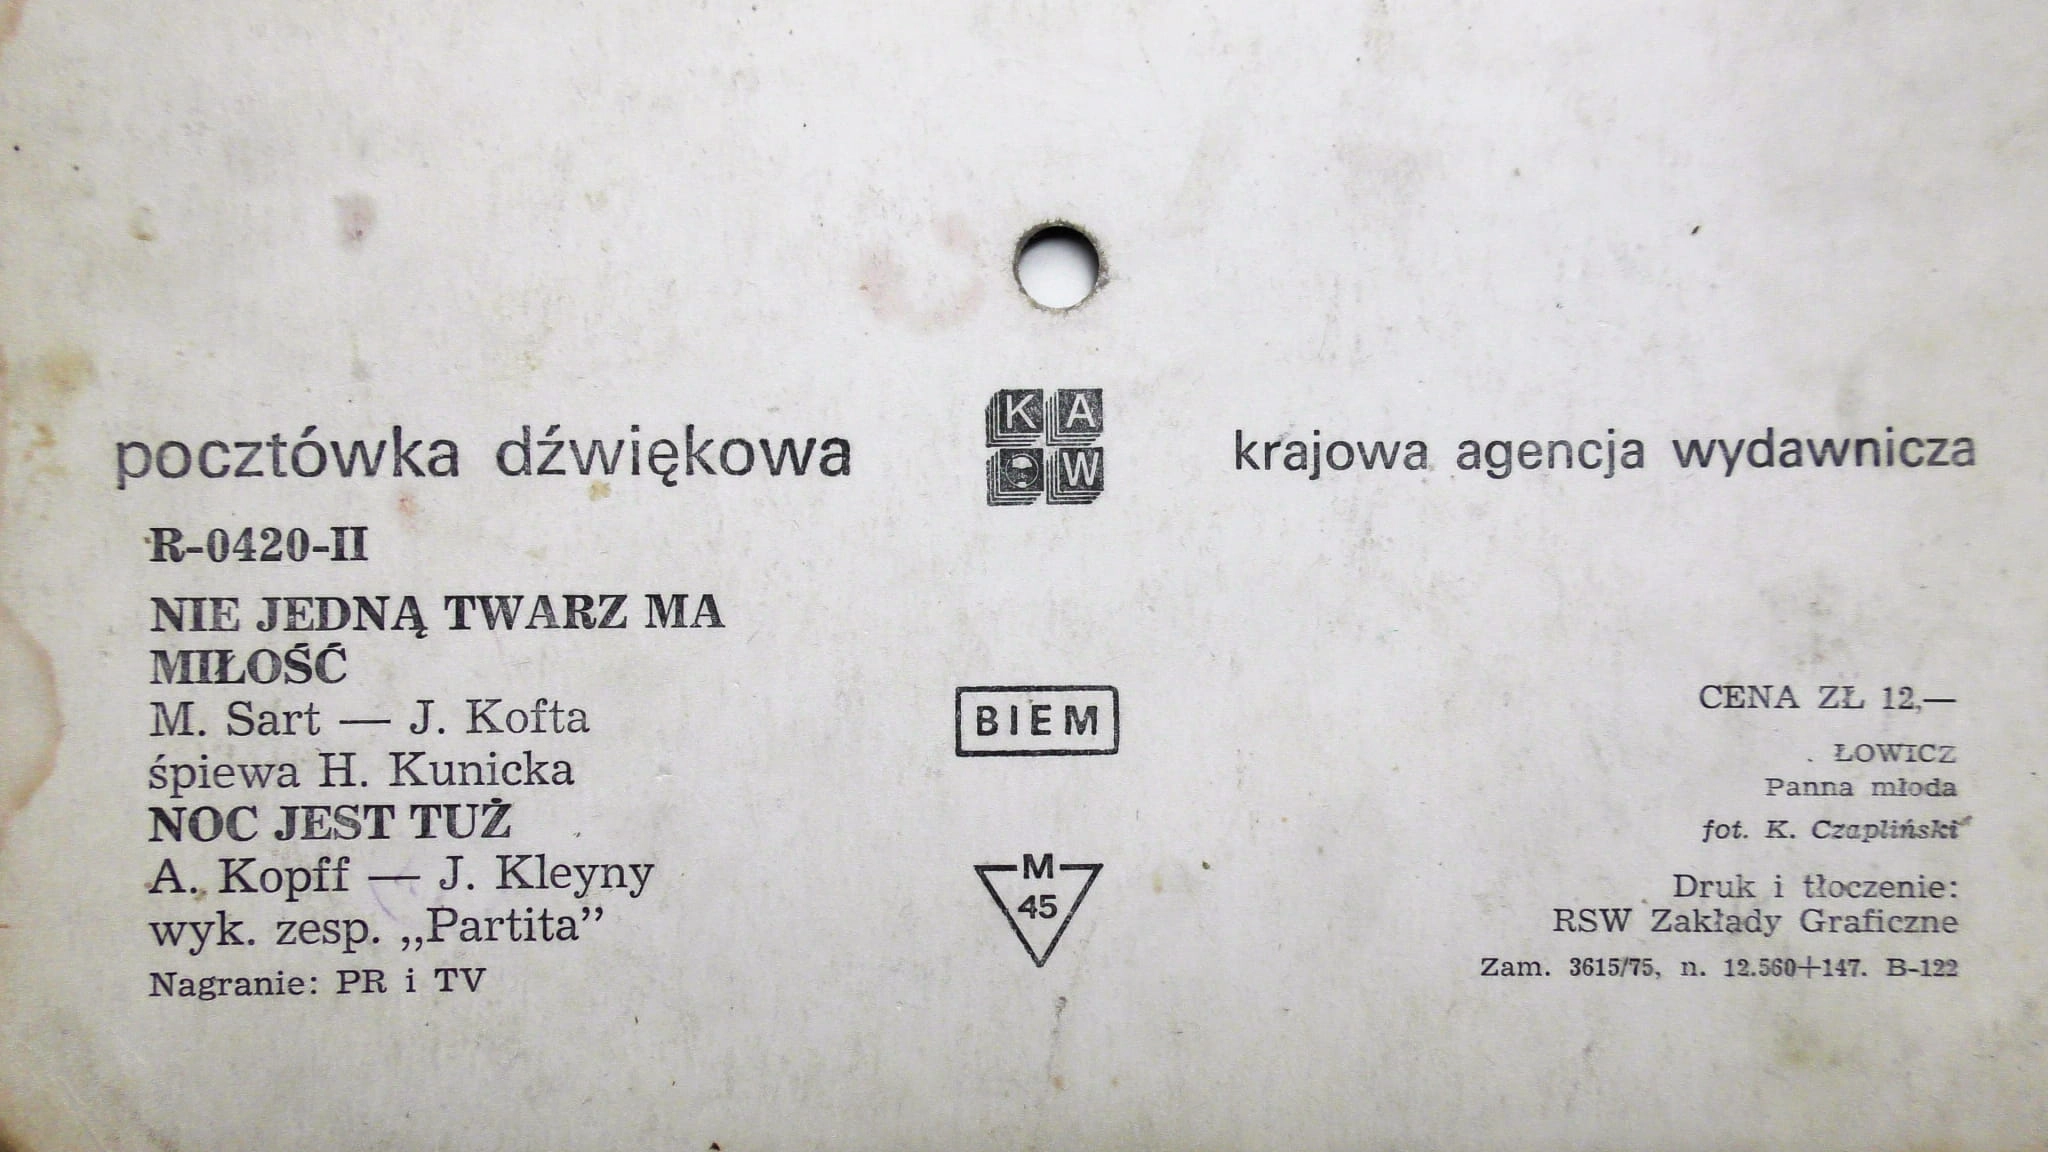 pocztówka dźwiękowa
K A
W
krajowa agencja wydawnicza
R-0420-II
NIE JEDNĄ TWARZ MA
MIŁOŚĆ
M. Sart — J. Kofta
śpiewa H. Kunicka
NOC JEST TUŻ
A. Kopff — J. Kleyny
wyk. zesp. „Partita”
Nagranie: PR i TV
BIEM
M
45
CENA ZŁ 12,—
ŁOWICZ
Panna młoda
fot. K. Czapliński
Druk i tłoczenie:
RSW Zakłady Graficzne
Zam. 3615/75, n. 12.560+147. B-122